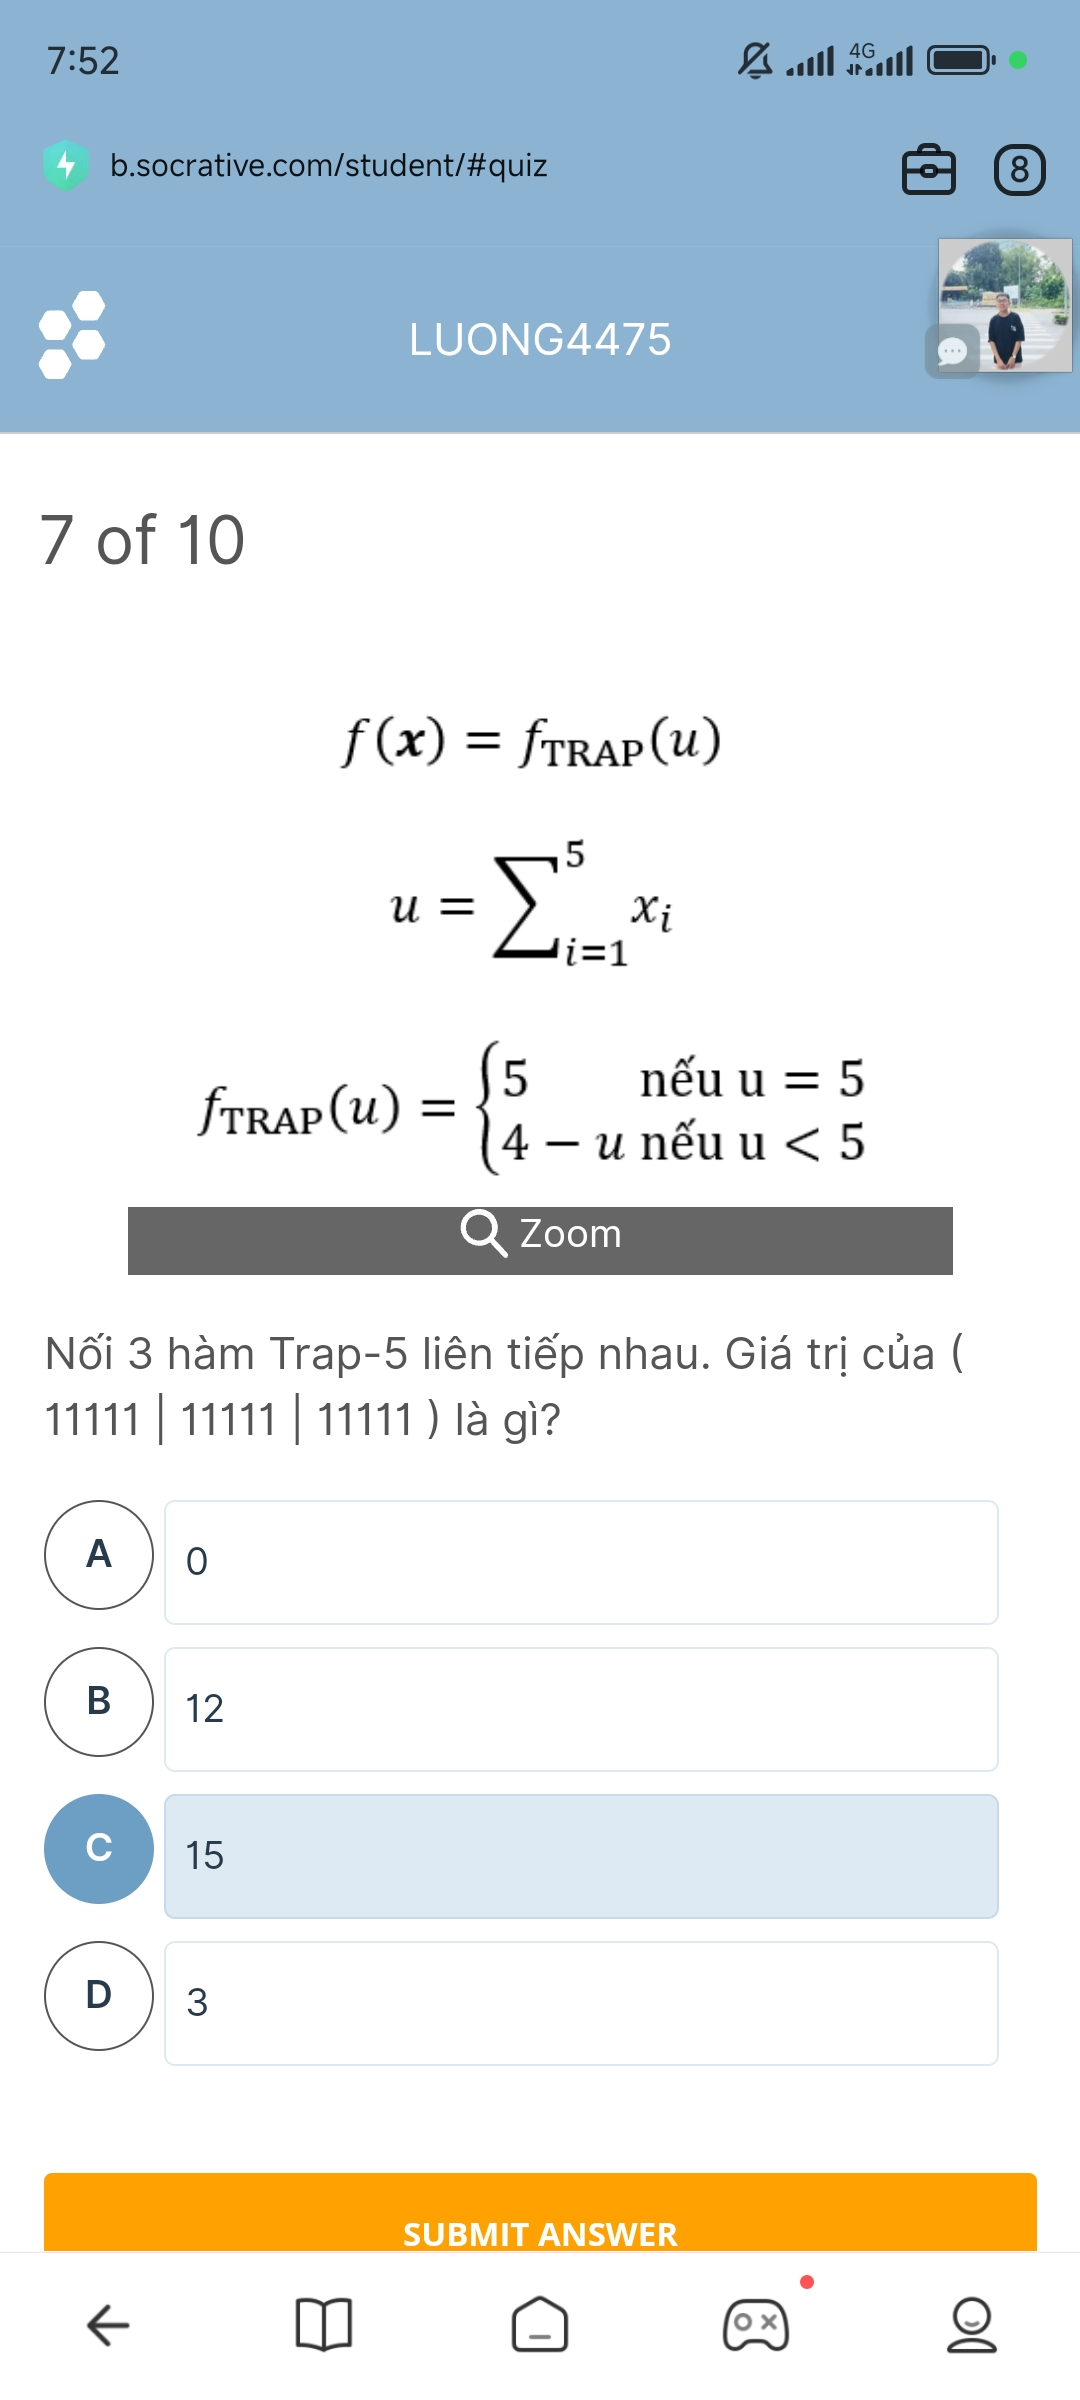 7:52
4G
b.socrative.com/student/#quiz
8
LUONG4475
7 of 10
f(x) = fTRAP(u)
u = ∑⁵ᵢ₌₁ xᵢ
fTRAP(u) = {5 nếu u = 5
4 − u nếu u < 5
Zoom
Nối 3 hàm Trap-5 liên tiếp nhau. Giá trị của (
11111 | 11111 | 11111 ) là gì?
A
0
B
12
C
15
D
3
SUBMIT ANSWER